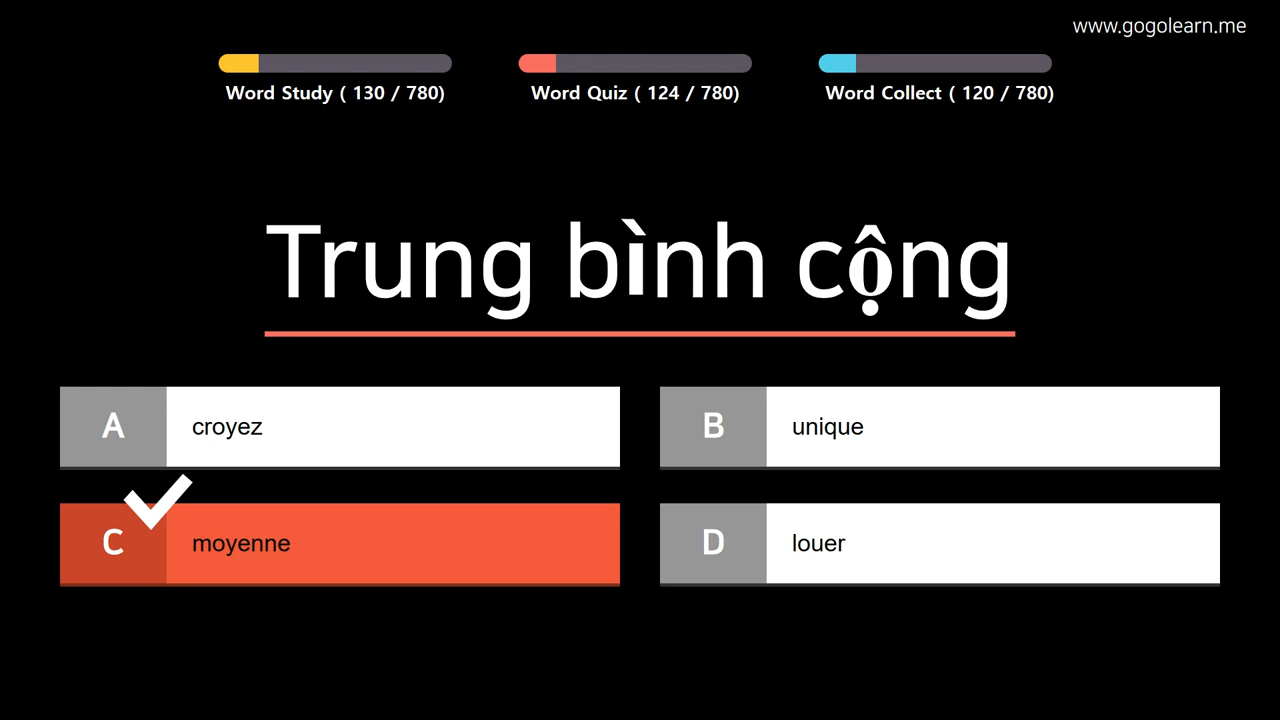 www.gogolearn.me
Word Study ( 130 / 780)
Word Quiz ( 124 / 780)
Word Collect ( 120 / 780)
Trung bình cộng
A croyez
B unique
C moyenne
D louer